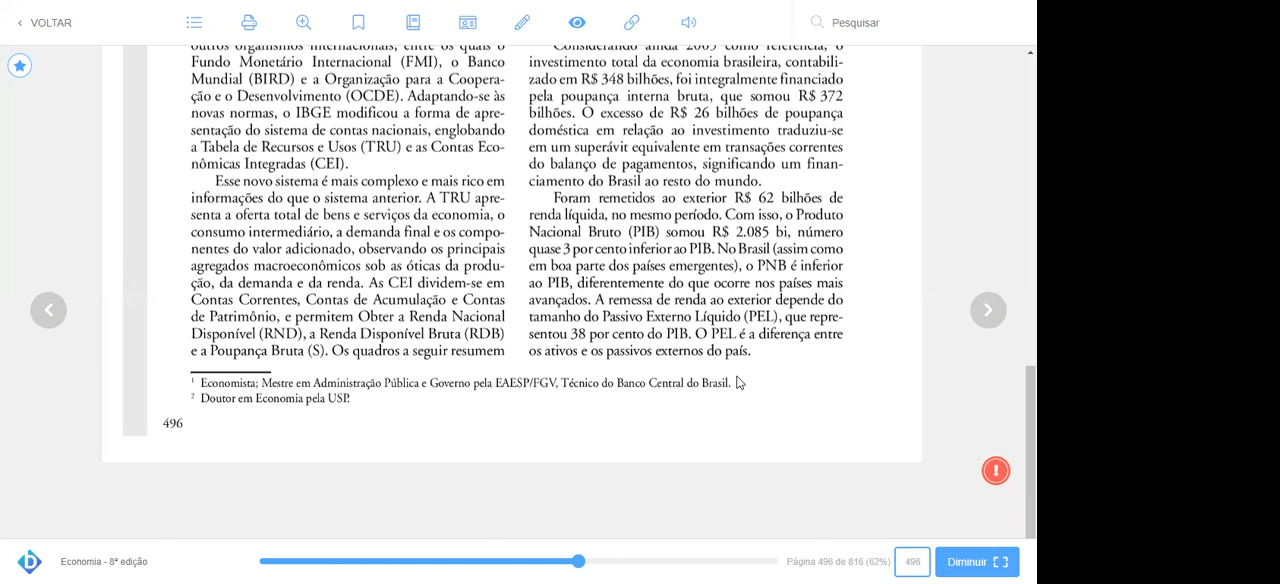 VOLTAR
Pesquisar
outros organismos internacionais, entre os quais o
Fundo Monetário Internacional (FMI), o Banco
Mundial (BIRD) e a Organização para a Coopera-
ção e o Desenvolvimento (OCDE). Adaptando-se às
novas normas, o IBGE modificou a forma de apre-
sentação do sistema de contas nacionais, englobando
a Tabela de Recursos e Usos (TRU) e as Contas Eco-
nômicas Integradas (CEI).
Esse novo sistema é mais complexo e mais rico em
informações do que o sistema anterior. A TRU apre-
senta a oferta total de bens e serviços da economia, o
consumo intermediário, a demanda final e os compo-
nentes do valor adicionado, observando os principais
agregados macroeconômicos sob as óticas da produ-
ção, da demanda e da renda. As CEI dividem-se em
Contas Correntes, Contas de Acumulação e Contas
de Patrimônio, e permitem Obter a Renda Nacional
Disponível (RND), a Renda Disponível Bruta (RDB)
e a Poupança Bruta (S). Os quadros a seguir resumem
Considerando ainda 2005 como referência, o
investimento total da economia brasileira, contabili-
zado em R$ 348 bilhões, foi integralmente financiado
pela poupança interna bruta, que somou R$ 372
bilhões. O excesso de R$ 26 bilhões de poupança
doméstica em relação ao investimento traduziu-se
em um superávit equivalente em transações correntes
do balanço de pagamentos, significando um finan-
ciamento do Brasil ao resto do mundo.
Foram remetidos ao exterior R$ 62 bilhões de
renda líquida, no mesmo período. Com isso, o Produto
Nacional Bruto (PIB) somou R$ 2.085 bi, número
quase 3 por cento inferior ao PIB. No Brasil (assim como
em boa parte dos países emergentes), o PNB é inferior
ao PIB, diferentemente do que ocorre nos países mais
avançados. A remessa de renda ao exterior depende do
tamanho do Passivo Externo Líquido (PEL), que repre-
sentou 38 por cento do PIB. O PEL é a diferença entre
os ativos e os passivos externos do país.
1 Economista; Mestre em Administração Pública e Governo pela EAESP/FGV, Técnico do Banco Central do Brasil.
2 Doutor em Economia pela USP.
496
Economia - 8ª edição
Página 496 de 816 (62%)
496
Diminuir